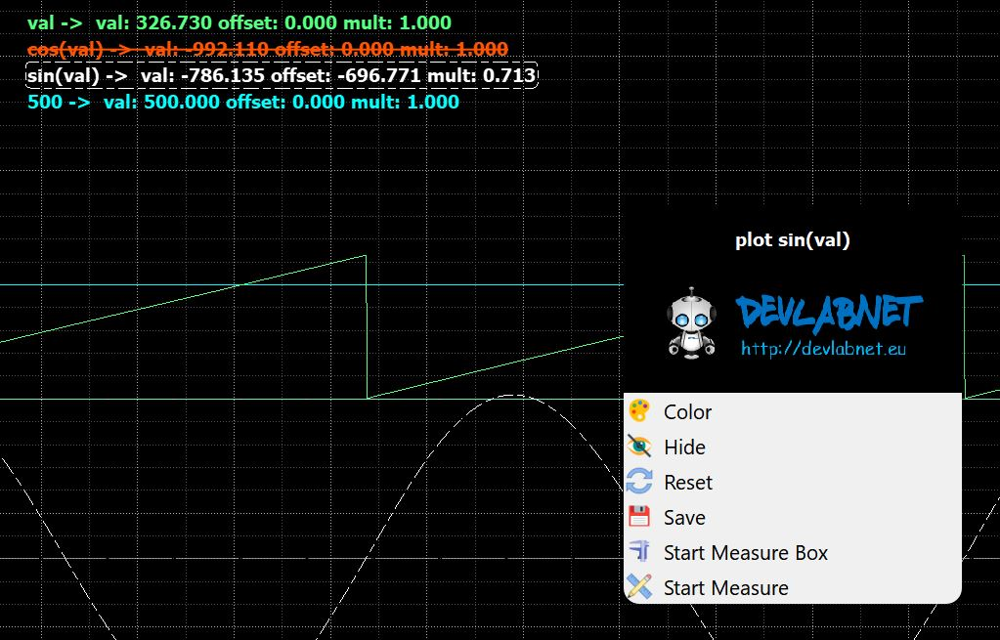 val -> val: 326.730 offset: 0.000 mult: 1.000
cos(val) -> val: -992.110 offset: 0.000 mult: 1.000
sin(val) -> val: -786.135 offset: -696.771 mult: 0.713
500 -> val: 500.000 offset: 0.000 mult: 1.000
plot sin(val)
DEVLABNET
http://devlabnet.eu
Color
Hide
Reset
Save
Start Measure Box
Start Measure